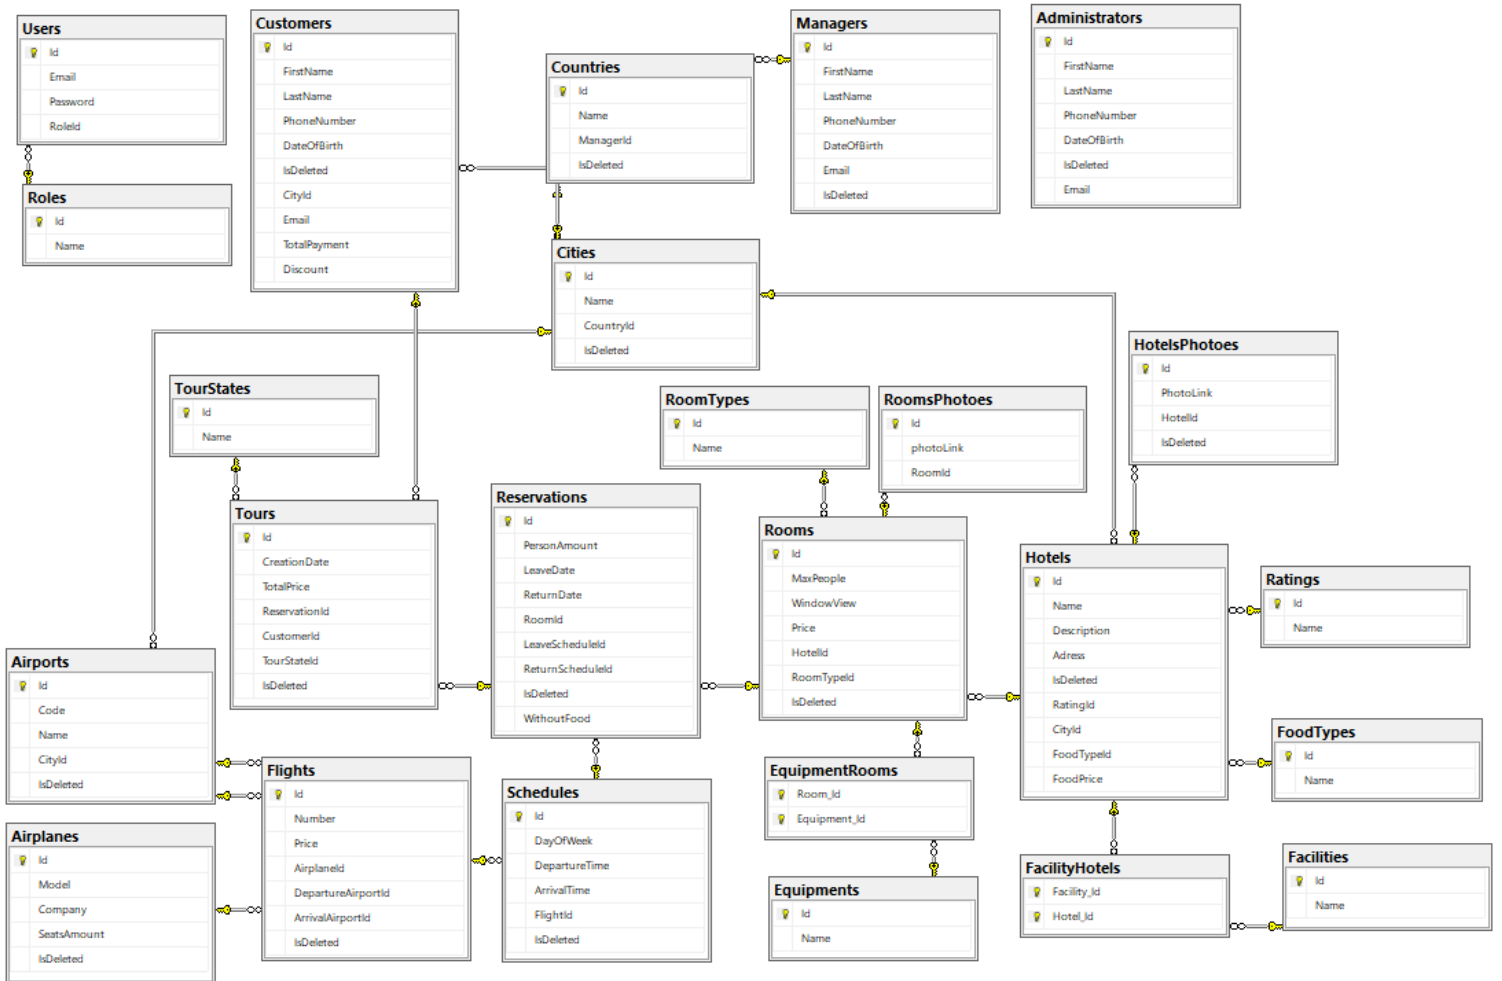 Users
Id
Email
Password
RoleId
Roles
Id
Name
Customers
Id
FirstName
LastName
PhoneNumber
DateOfBirth
IsDeleted
CityId
Email
TotalPayment
Discount
Countries
Id
Name
ManagerId
IsDeleted
Managers
Id
FirstName
LastName
PhoneNumber
DateOfBirth
Email
IsDeleted
Administrators
Id
FirstName
LastName
PhoneNumber
DateOfBirth
IsDeleted
Email
Cities
Id
Name
CountryId
IsDeleted
HotelsPhotoes
Id
PhotoLink
HotelId
IsDeleted
TourStates
Id
Name
RoomTypes
Id
Name
RoomsPhotoes
Id
photoLink
RoomId
Tours
Id
CreationDate
TotalPrice
ReservationId
CustomerId
TourStateId
IsDeleted
Reservations
Id
PersonAmount
LeaveDate
ReturnDate
RoomId
LeaveScheduleId
ReturnScheduleId
IsDeleted
WithoutFood
Rooms
Id
MaxPeople
WindowView
Price
HotelId
RoomTypeId
IsDeleted
Hotels
Id
Name
Description
Adress
IsDeleted
RatingId
CityId
FoodTypeId
FoodPrice
Ratings
Id
Name
Airports
Id
Code
Name
CityId
IsDeleted
Flights
Id
Number
Price
AirplaneId
DepartureAirportId
ArrivalAirportId
IsDeleted
Schedules
Id
DayOfWeek
DepartureTime
ArrivalTime
FlightId
IsDeleted
EquipmentRooms
Room_Id
Equipment_Id
FoodTypes
Id
Name
Airplanes
Id
Model
Company
SeatsAmount
IsDeleted
Equipments
Id
Name
FacilityHotels
Facility_Id
Hotel_Id
Facilities
Id
Name